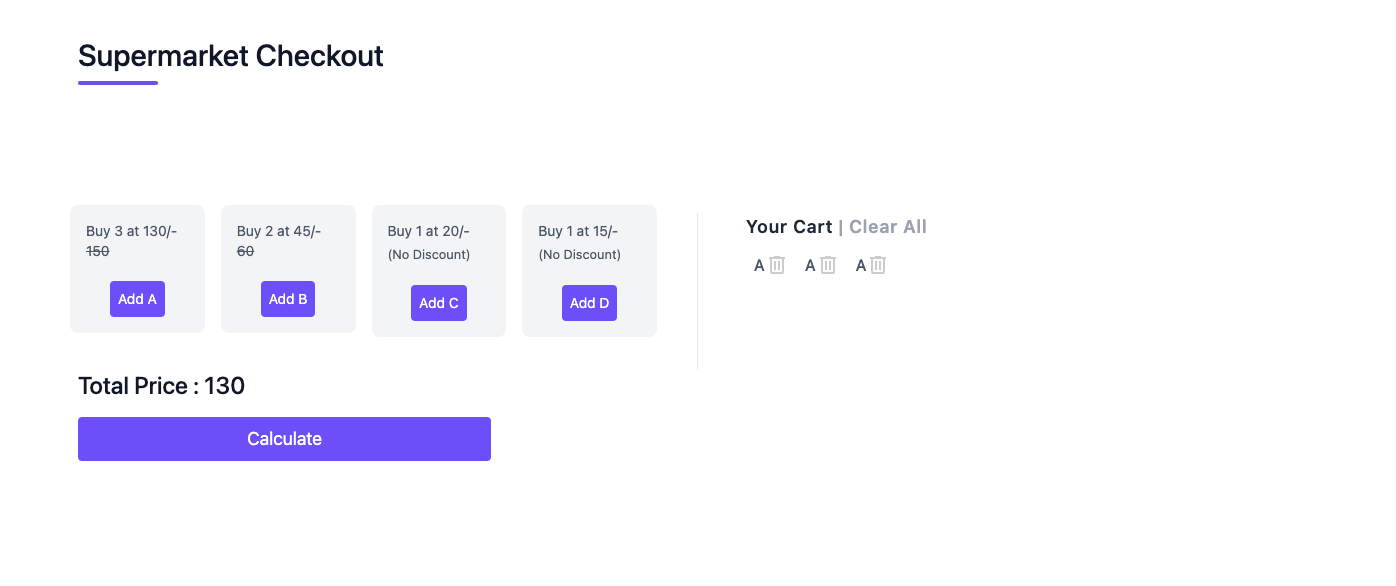 Supermarket Checkout
Buy 3 at 130/-
150
Add A
Buy 2 at 45/-
60
Add B
Buy 1 at 20/-
(No Discount)
Add C
Buy 1 at 15/-
(No Discount)
Add D
Your Cart | Clear All
A A A
Total Price : 130
Calculate